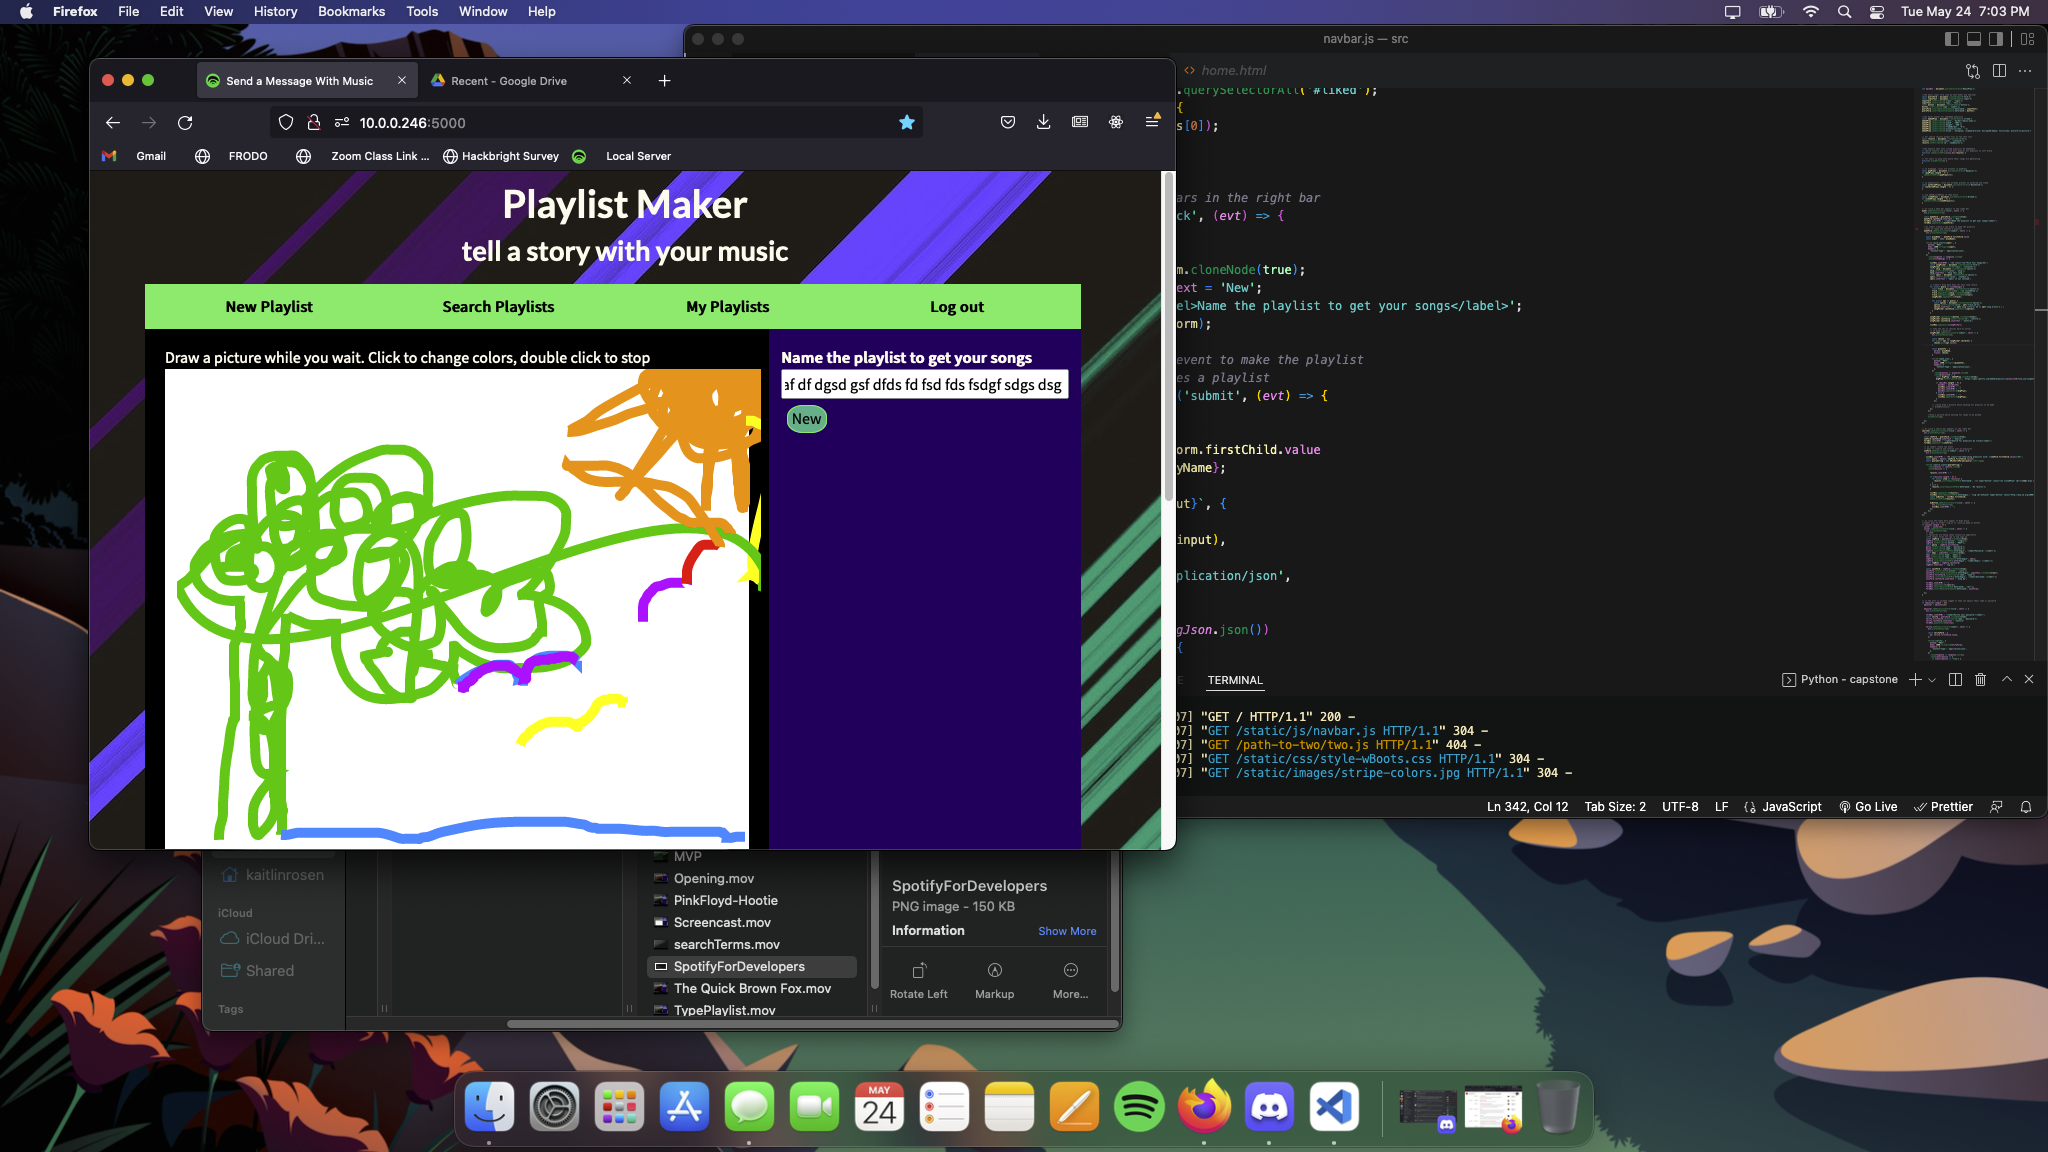 Firefox File Edit View History Bookmarks Tools Window Help
Tue May 24 7:03 PM
navbar.js — src
Send a Message With Music
Recent - Google Drive
home.html
10.0.0.246:5000
Gmail FRODO Zoom Class Link ... Hackbright Survey Local Server
Playlist Maker
tell a story with your music
New Playlist Search Playlists My Playlists Log out
Draw a picture while you wait. Click to change colors, double click to stop
Name the playlist to get your songs
af df dgsd gsf dfds fd fsd fds fsdgf sdgs dsg
New
.querySelectorAll('#liked');
{
s[0]);
ars in the right bar
ck', (evt) => {
m.cloneNode(true);
ext = 'New';
el>Name the playlist to get your songs</label>';
orm);
event to make the playlist
es a playlist
('submit', (evt) => {
orm.firstChild.value
yName};
ut}`, {
input),
plication/json',
gJson.json())
{
TERMINAL
Python - capstone
07] "GET / HTTP/1.1" 200 -
07] "GET /static/js/navbar.js HTTP/1.1" 304 -
07] "GET /path-to-two/two.js HTTP/1.1" 404 -
07] "GET /static/css/style-wBoots.css HTTP/1.1" 304 -
07] "GET /static/images/stripe-colors.jpg HTTP/1.1" 304 -
Ln 342, Col 12 Tab Size: 2 UTF-8 LF {} JavaScript Go Live Prettier
kaitlinrosen
iCloud
iCloud Dri...
Shared
Tags
MVP
Opening.mov
PinkFloyd-Hootie
Screencast.mov
searchTerms.mov
SpotifyForDevelopers
The Quick Brown Fox.mov
TypePlaylist.mov
SpotifyForDevelopers
PNG image - 150 KB
Information Show More
Rotate Left Markup More...
MAY
24